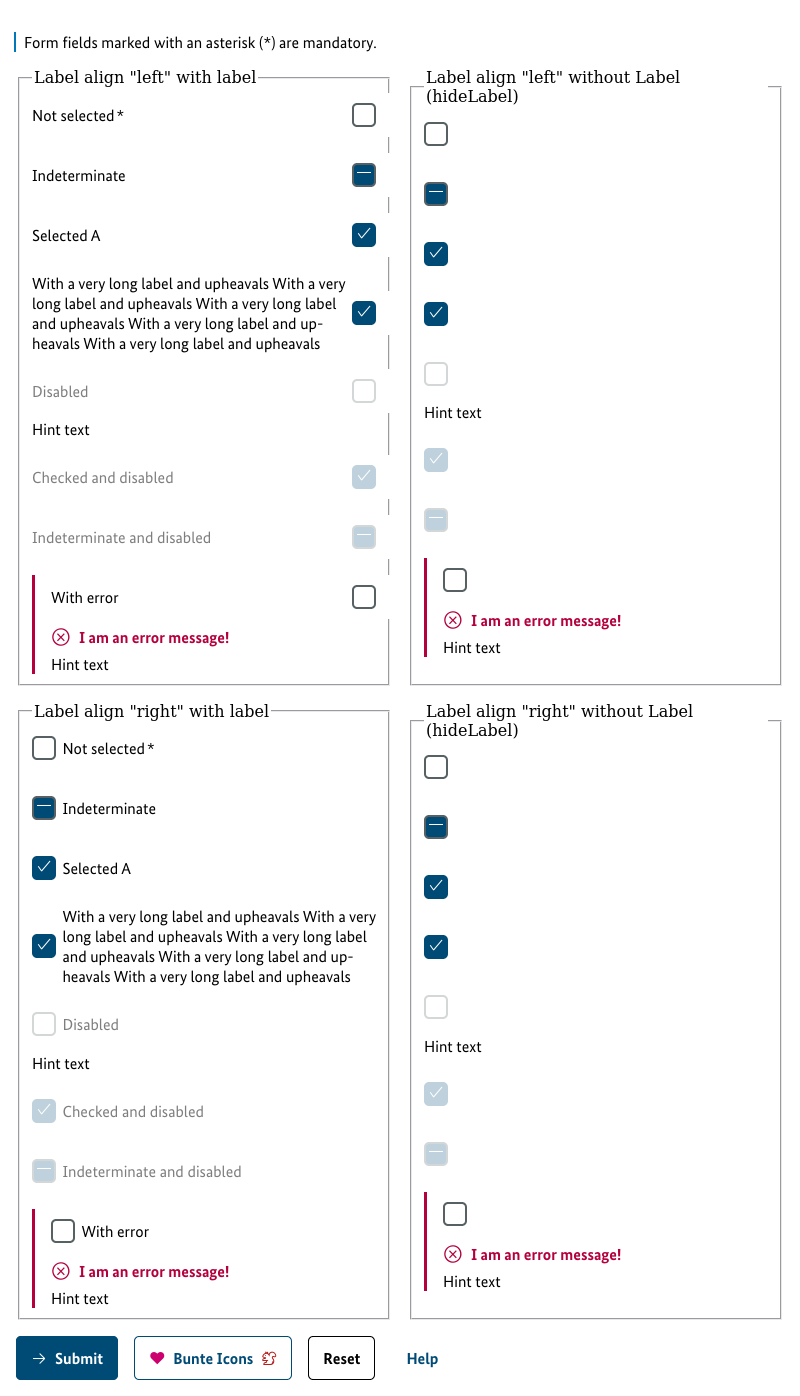 Form fields marked with an asterisk (*) are mandatory.
Label align "left" with label
Not selected *
Indeterminate
Selected A
With a very long label and upheavals With a very
long label and upheavals With a very long label
and upheavals With a very long label and up-
heavals With a very long label and upheavals
Disabled
Hint text
Checked and disabled
Indeterminate and disabled
With error
I am an error message!
Hint text
Label align "left" without Label
(hideLabel)
Hint text
I am an error message!
Hint text
Label align "right" with label
Not selected *
Indeterminate
Selected A
With a very long label and upheavals With a very
long label and upheavals With a very long label
and upheavals With a very long label and up-
heavals With a very long label and upheavals
Disabled
Hint text
Checked and disabled
Indeterminate and disabled
With error
I am an error message!
Hint text
Label align "right" without Label
(hideLabel)
Hint text
I am an error message!
Hint text
Submit
Bunte Icons
Reset
Help